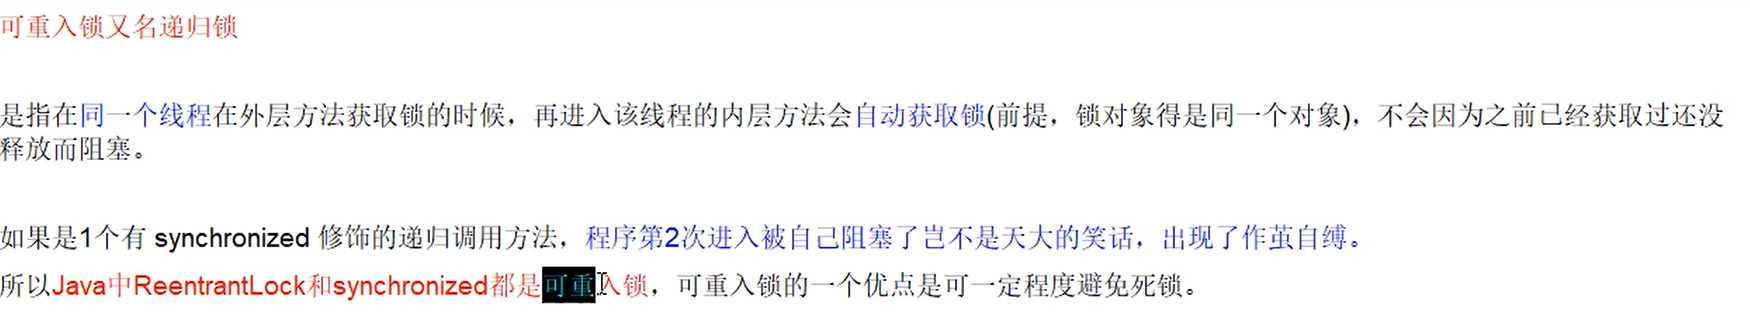 可重入锁又名递归锁
是指在同一个线程在外层方法获取锁的时候，再进入该线程的内层方法会自动获取锁(前提，锁对象得是同一个对象)，不会因为之前已经获取过还没
释放而阻塞。
如果是1个有 synchronized 修饰的递归调用方法，程序第2次进入被自己阻塞了岂不是天大的笑话，出现了作茧自缚。
所以Java中ReentrantLock和synchronized都是可重入锁，可重入锁的一个优点是可一定程度避免死锁。